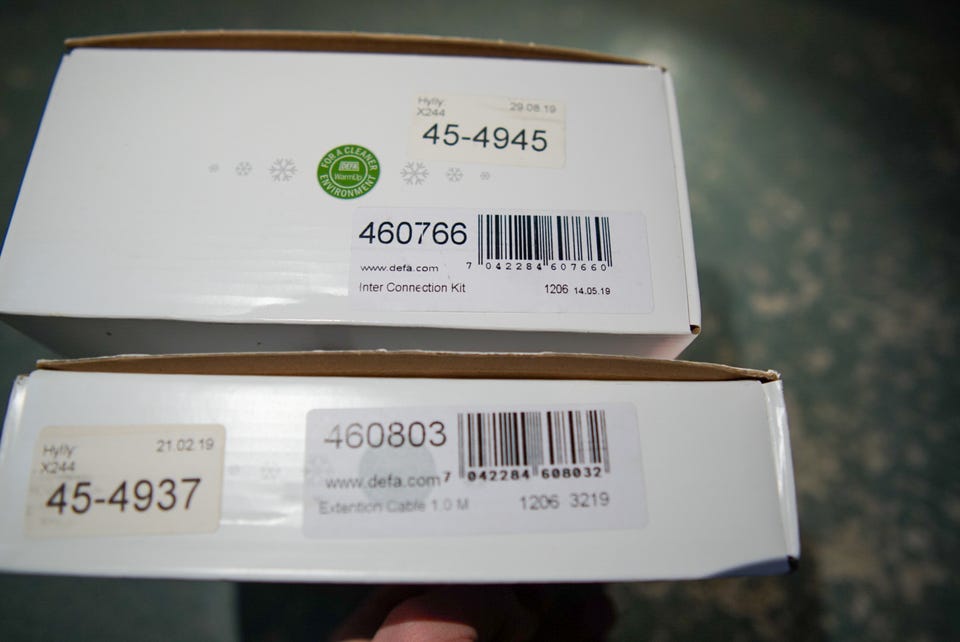 Hylly 29.08.19
X244
45-4945
FOR A CLEANER
DEFA
WarmUp
ENVIRONMENT
460766
7 042284 607660
www.defa.com
Inter Connection Kit 1206 14.05.19
Hylly 21.02.19
X244
45-4937
460803
www.defa.com 7 042284 608032
Extention Cable 1.0 M 1206 3219